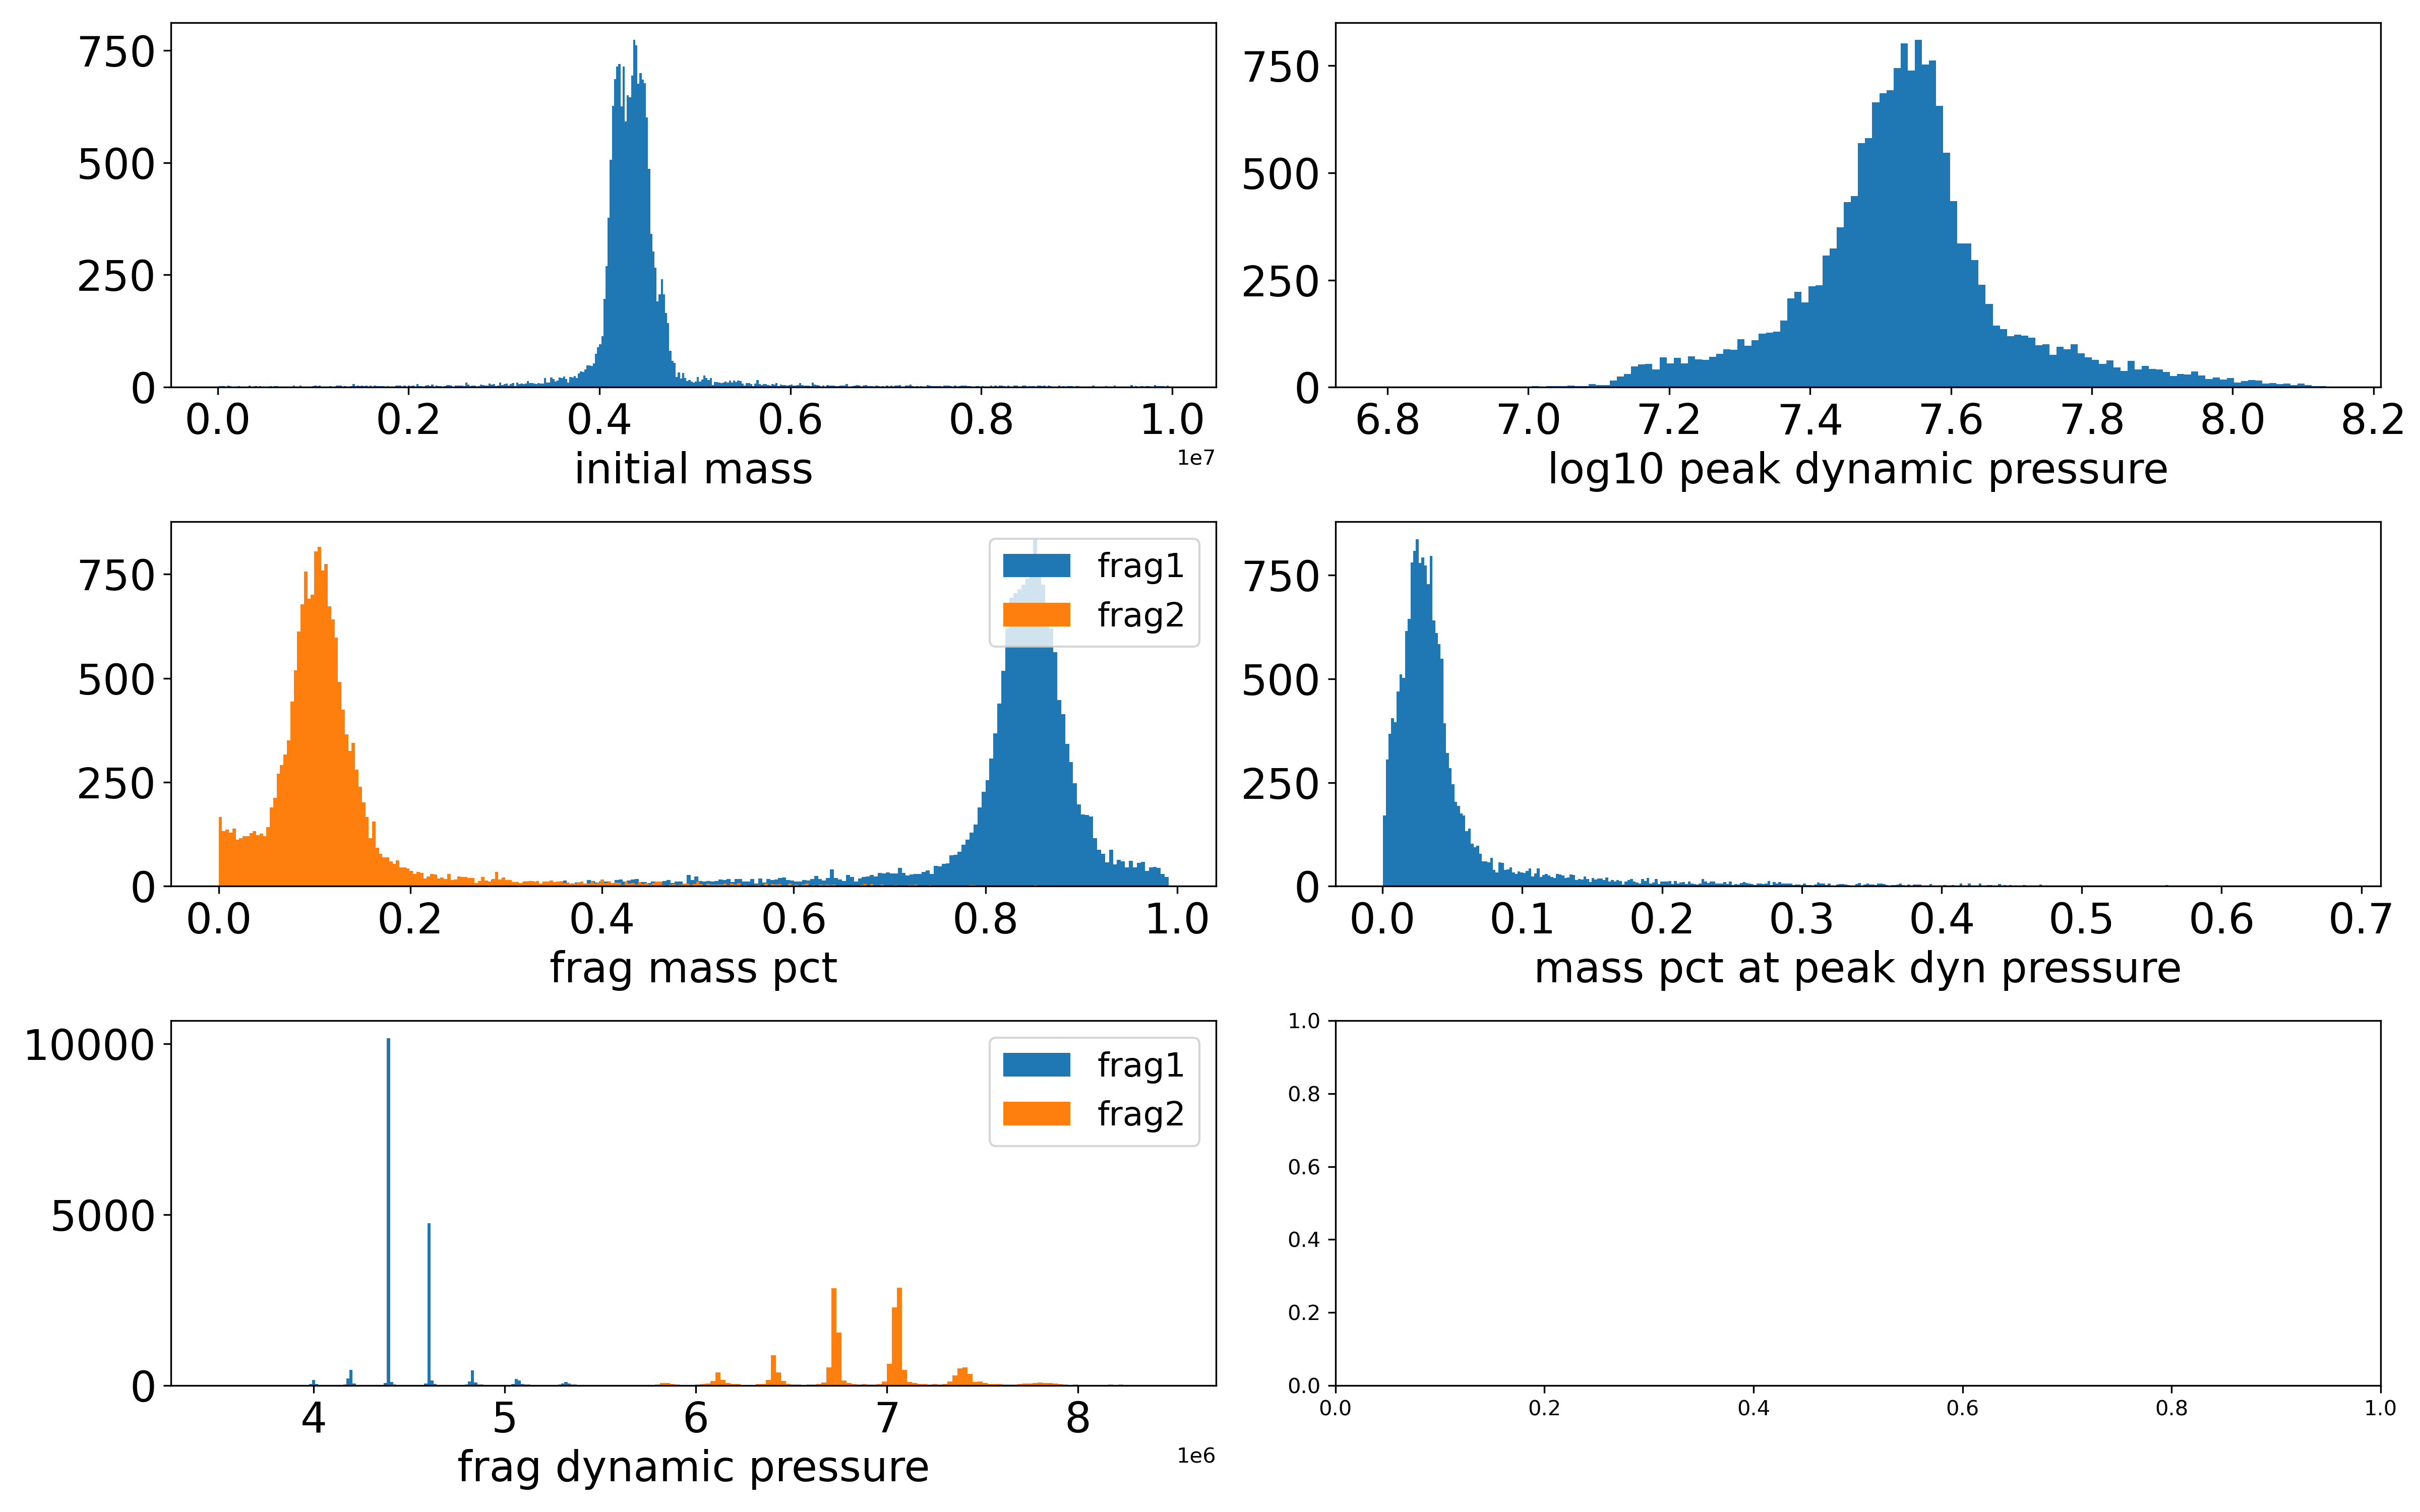 750
500
250
0
0.0 0.2 0.4 0.6 0.8 1.0
1e7
initial mass
750
500
250
0
6.8 7.0 7.2 7.4 7.6 7.8 8.0 8.2
log10 peak dynamic pressure
750
500
250
0
frag1
frag2
0.0 0.2 0.4 0.6 0.8 1.0
frag mass pct
750
500
250
0
0.0 0.1 0.2 0.3 0.4 0.5 0.6 0.7
mass pct at peak dyn pressure
10000
5000
0
frag1
frag2
4 5 6 7 8
1e6
frag dynamic pressure
1.0
0.8
0.6
0.4
0.2
0.0
0.0 0.2 0.4 0.6 0.8 1.0